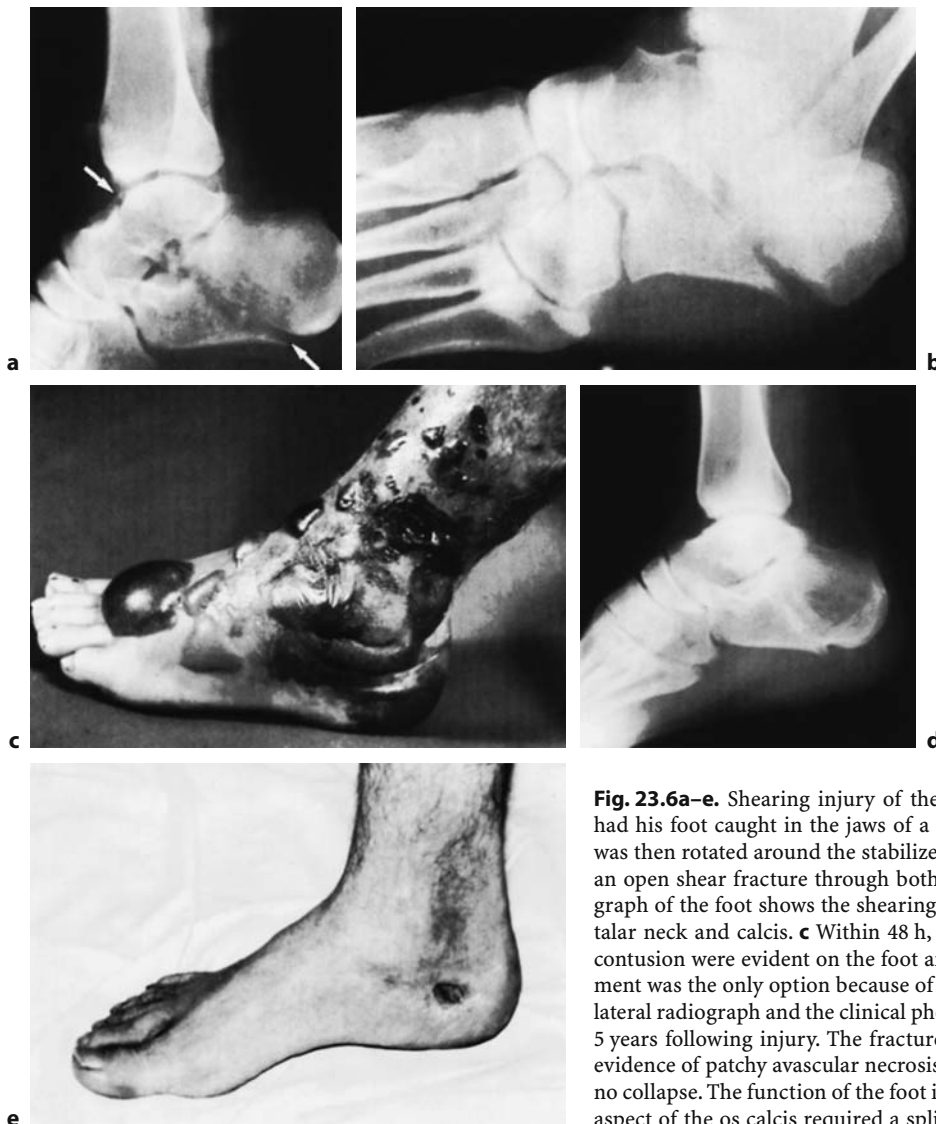 a
b
c
d
e
Fig. 23.6a–e. Shearing injury of the
had his foot caught in the jaws of a
was then rotated around the stabilize
an open shear fracture through both
graph of the foot shows the shearing
talar neck and calcis. c Within 48 h,
contusion were evident on the foot a
ment was the only option because of
lateral radiograph and the clinical ph
5 years following injury. The fracture
evidence of patchy avascular necrosis
no collapse. The function of the foot i
aspect of the os calcis required a spli